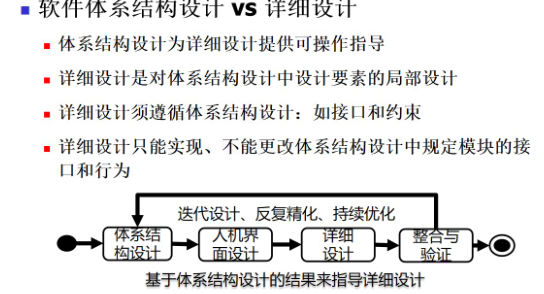 软件体系结构设计 vs 详细设计
体系结构设计为详细设计提供可操作指导
详细设计是对体系结构设计中设计要素的局部设计
详细设计须遵循体系结构设计：如接口和约束
详细设计只能实现、不能更改体系结构设计中规定模块的接
口和行为
迭代设计、反复精化、持续优化
体系结
构设计
人机界
面设计
详细
设计
整合与
验证
基于体系结构设计的结果来指导详细设计